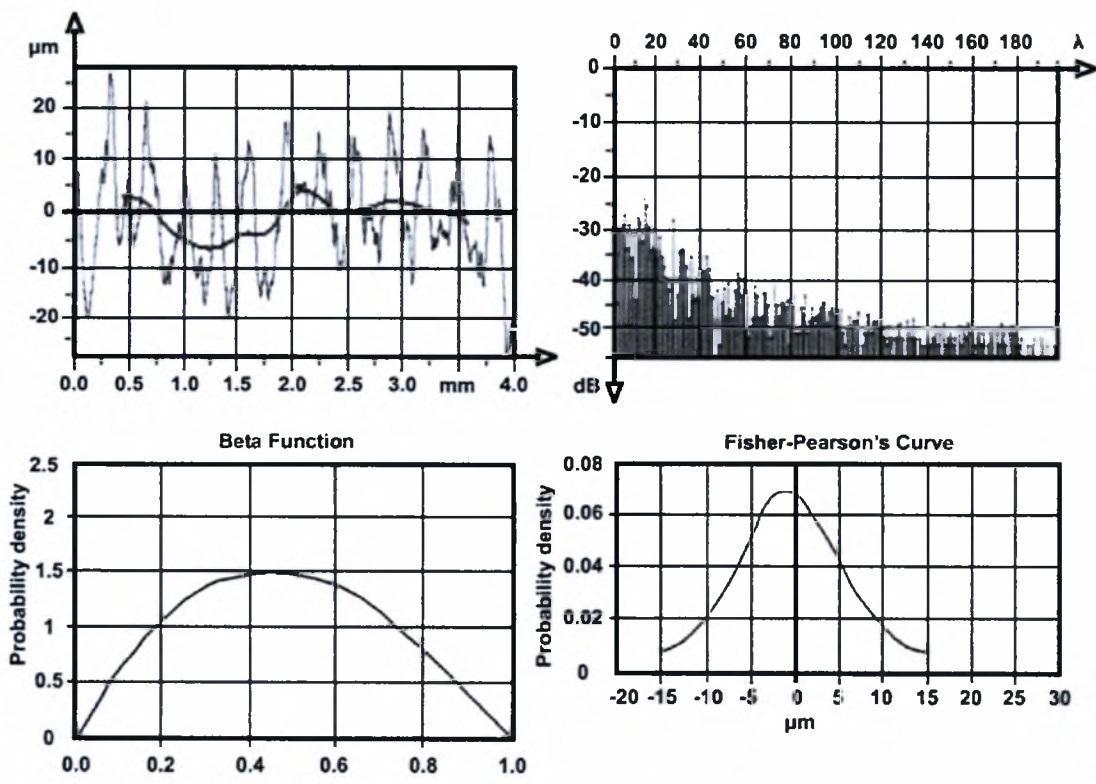 µm
20
10
0
-10
-20
0.0 0.5 1.0 1.5 2.0 2.5 3.0 mm 4.0
0 20 40 60 80 100 120 140 160 180 λ
0
-10
-20
-30
-40
-50
dB
Beta Function
Probability density
2.5
2
1.5
1
0.5
0
0.0 0.2 0.4 0.6 0.8 1.0
Fisher-Pearson's Curve
Probability density
0.08
0.06
0.04
0.02
0
-20 -15 -10 -5 0 5 10 15 20 25 30
µm